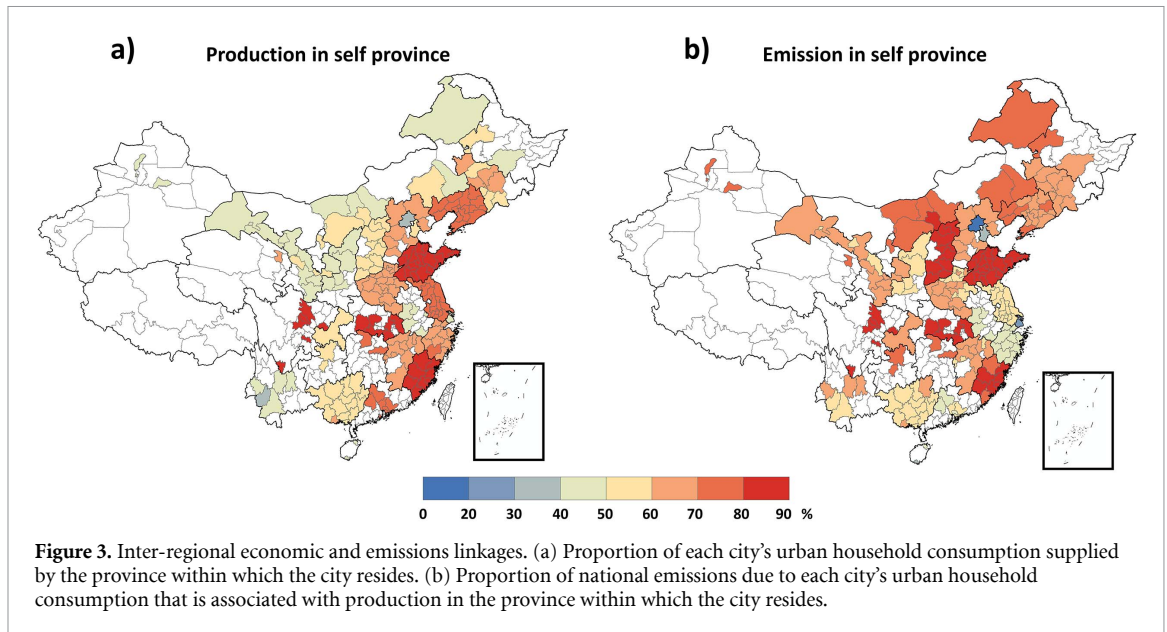 a)
Production in self province
b)
Emission in self province
0 20 30 40 50 60 70 80 90 %
Figure 3. Inter-regional economic and emissions linkages. (a) Proportion of each city's urban household consumption supplied
by the province within which the city resides. (b) Proportion of national emissions due to each city's urban household
consumption that is associated with production in the province within which the city resides.